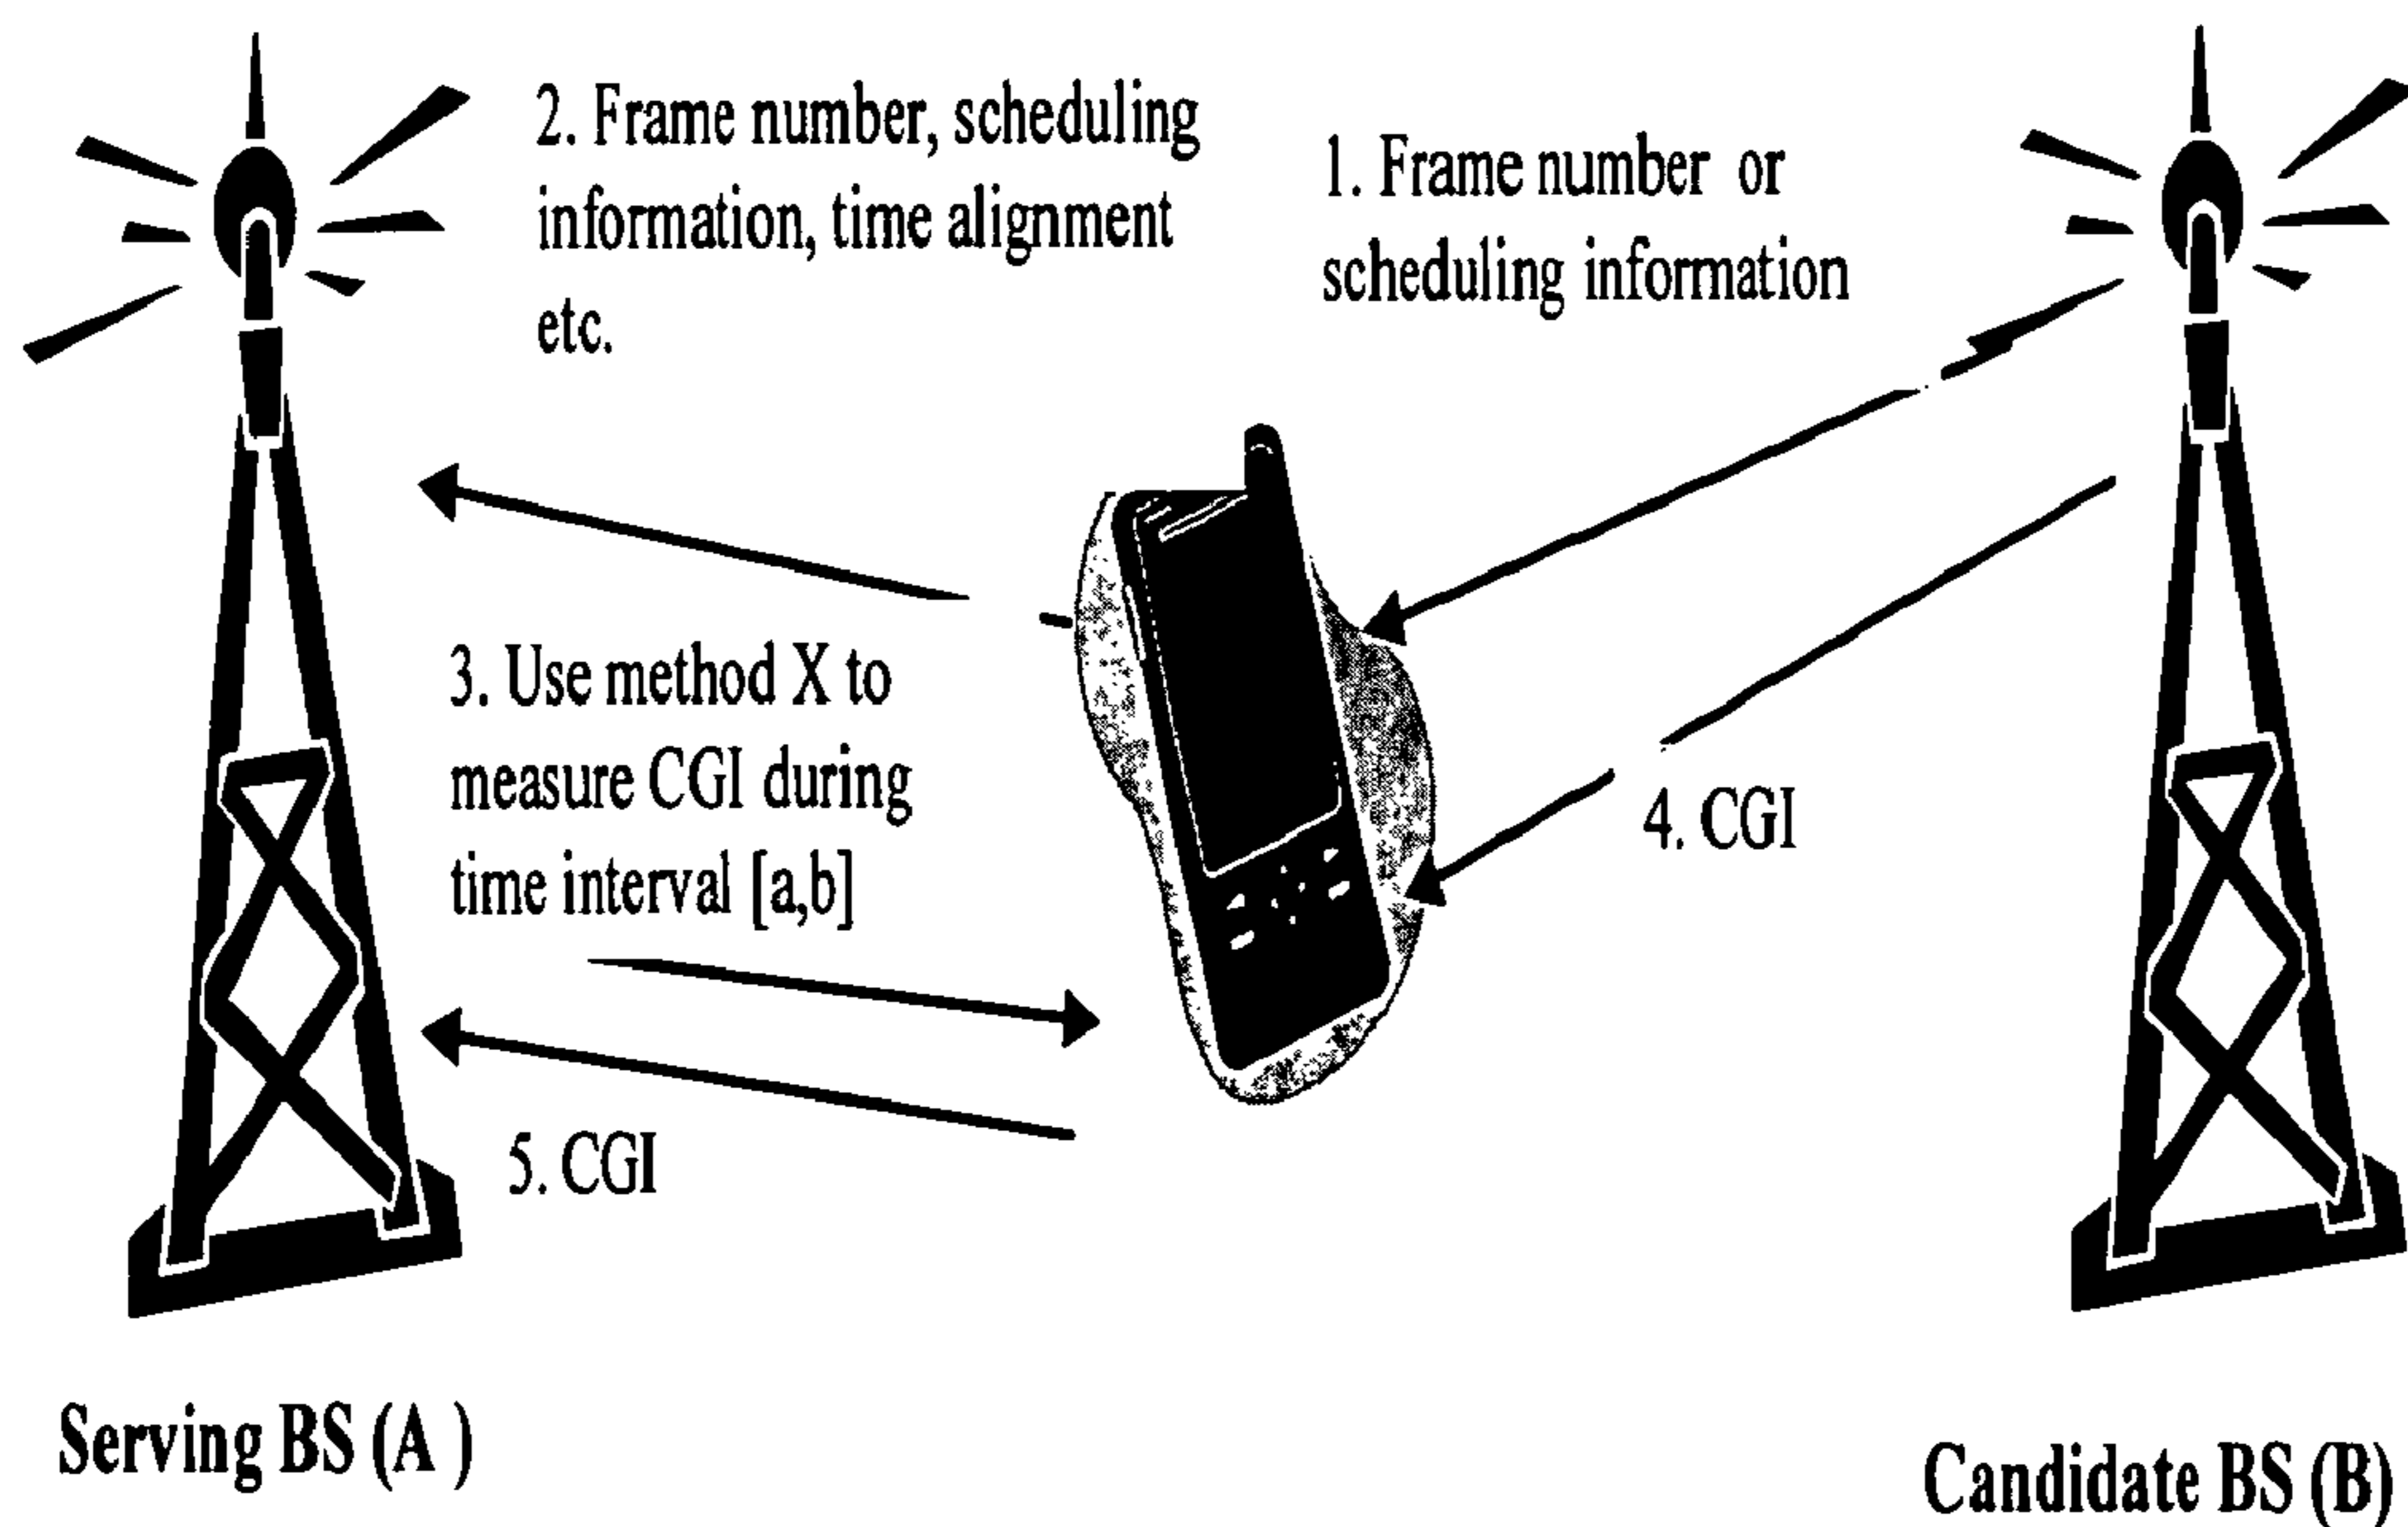 2. Frame number, scheduling
information, time alignment
etc.
1. Frame number or
scheduling information
3. Use method X to
measure CGI during
time interval [a,b]
4. CGI
5. CGI
Serving BS (A )
Candidate BS (B)